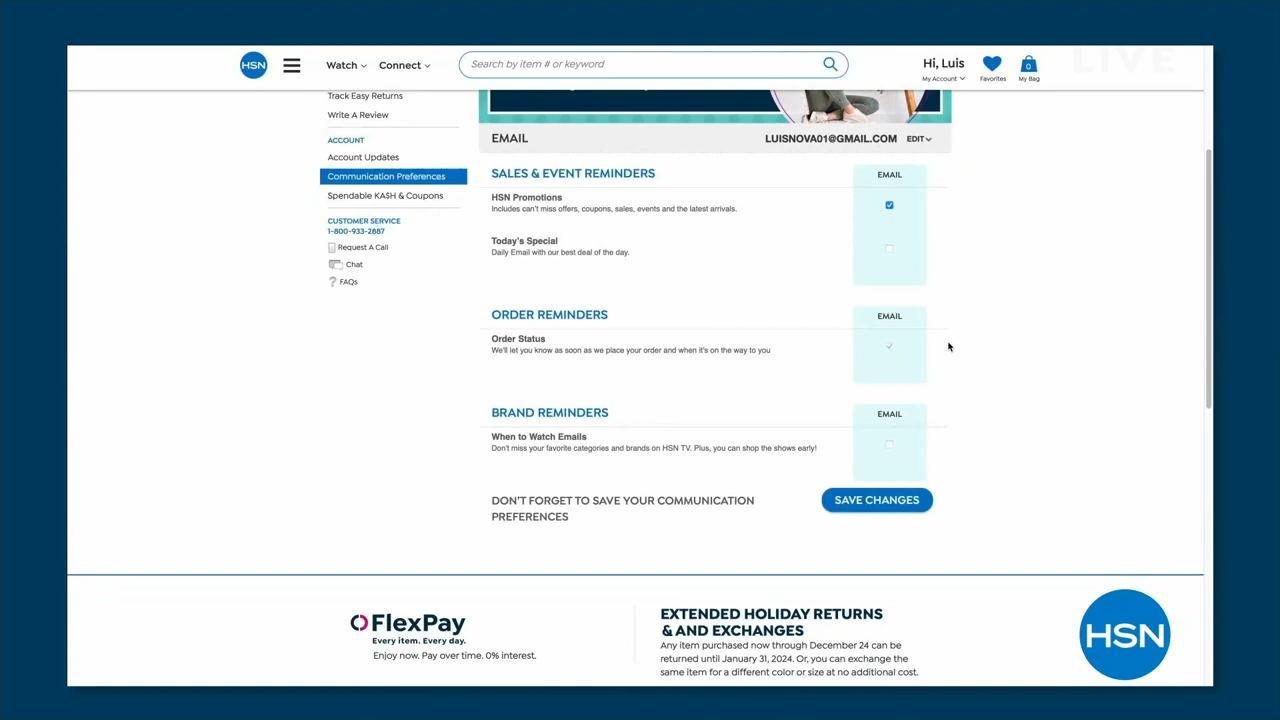 LIVE
HSN
Watch
Connect
Search by item # or keyword
Hi, Luis
My Account
Favorites
0
My Bag
Track Easy Returns
Write A Review
ACCOUNT
Account Updates
Communication Preferences
Spendable KA$H & Coupons
CUSTOMER SERVICE
1-800-933-2887
Request A Call
Chat
FAQs
EMAIL
LUISNOVA01@GMAIL.COM
EDIT
SALES & EVENT REMINDERS
EMAIL
HSN Promotions
Includes can't miss offers, coupons, sales, events and the latest arrivals.
Today's Special
Daily Email with our best deal of the day.
ORDER REMINDERS
EMAIL
Order Status
We'll let you know as soon as we place your order and when it's on the way to you
BRAND REMINDERS
EMAIL
When to Watch Emails
Don't miss your favorite categories and brands on HSN TV. Plus, you can shop the shows early!
DON'T FORGET TO SAVE YOUR COMMUNICATION
PREFERENCES
SAVE CHANGES
FlexPay
Every item. Every day.
Enjoy now. Pay over time. 0% interest.
EXTENDED HOLIDAY RETURNS
& AND EXCHANGES
Any item purchased now through December 24 can be
returned until January 31, 2024. Or, you can exchange the
same item for a different color or size at no additional cost.
HSN